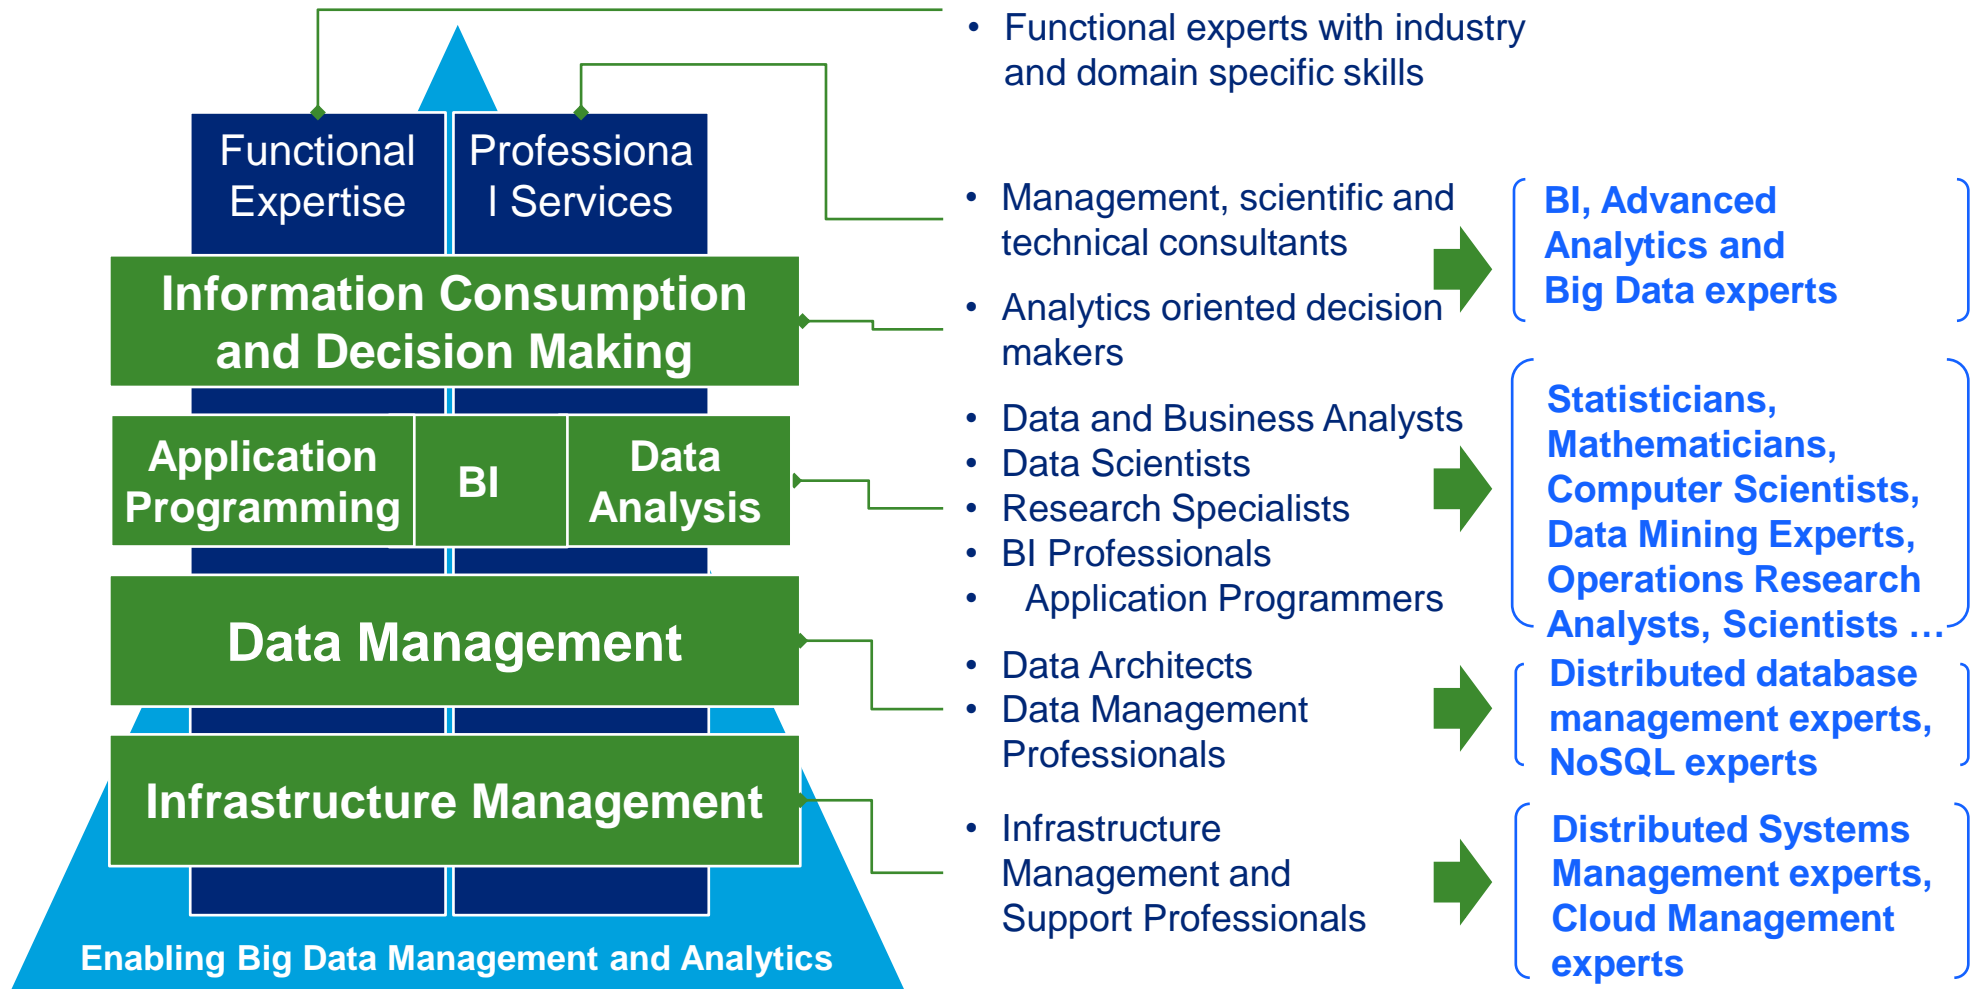 Functional
Expertise
Professiona
l Services
Information Consumption
and Decision Making
Application
Programming
BI
Data
Analysis
Data Management
Infrastructure Management
Enabling Big Data Management and Analytics
• Functional experts with industry
and domain specific skills
• Management, scientific and
technical consultants
• Analytics oriented decision
makers
• Data and Business Analysts
• Data Scientists
• Research Specialists
• BI Professionals
• Application Programmers
• Data Architects
• Data Management
Professionals
• Infrastructure
Management and
Support Professionals
BI, Advanced
Analytics and
Big Data experts
Statisticians,
Mathematicians,
Computer Scientists,
Data Mining Experts,
Operations Research
Analysts, Scientists …
Distributed database
management experts,
NoSQL experts
Distributed Systems
Management experts,
Cloud Management
experts